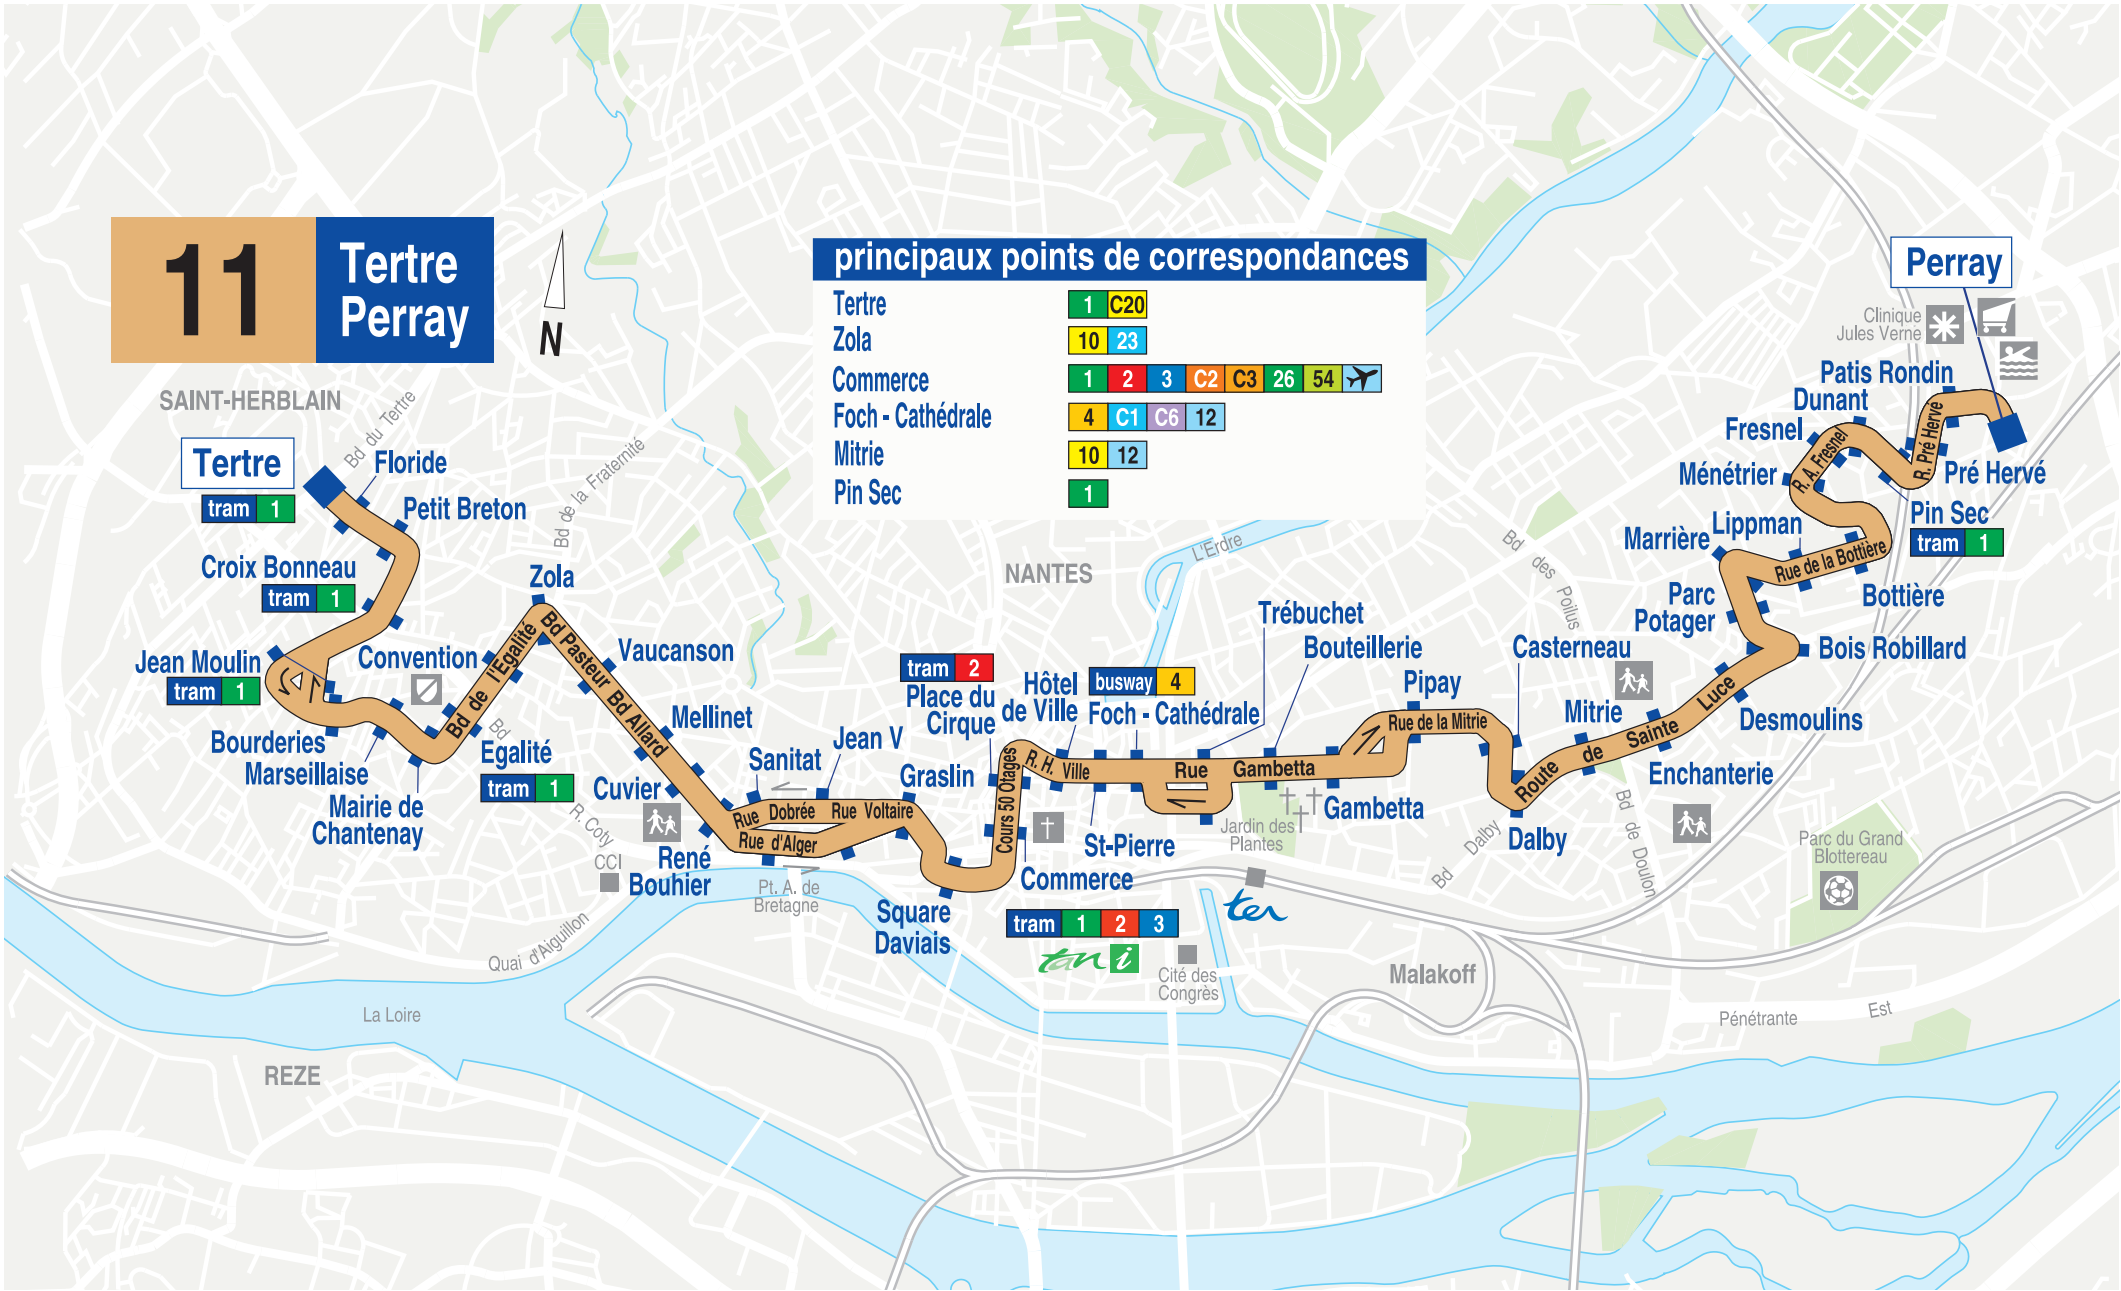 11
Tertre
Perray
N
principaux points de correspondances
Tertre 1 C20
Zola 10 23
Commerce 1 2 3 C2 C3 26 54
Foch - Cathédrale 4 C1 C6 12
Mitrie 10 12
Pin Sec 1
SAINT-HERBLAIN
Bd du Tertre
Tertre
tram 1
Floride
Petit Breton
Croix Bonneau
tram 1
Jean Moulin
tram 1
Bourderies
Marseillaise
Mairie de
Chantenay
Convention
Bd de l'Egalité
Bd
Egalité
tram 1
Zola
Bd de la Fraternité
Bd Pasteur
Bd Allard
Vaucanson
Mellinet
Cuvier
R. Coty
CCI
René
Bouhier
Sanitat
Jean V
Rue Dobrée
Rue Voltaire
Rue d'Alger
Pt. A. de
Bretagne
Quai d'Aiguillon
La Loire
REZE
Graslin
Square
Daviais
tram 2
Place du
Cirque
Cours 50 Otages
Commerce
tram 1 2 3
tan i
Hôtel
de Ville
R. H. Ville
St-Pierre
busway 4
Foch - Cathédrale
NANTES
L'Erdre
Trébuchet
Bouteillerie
Rue Gambetta
Gambetta
Jardin des
Plantes
ter
Cité des
Congrès
Malakoff
Pipay
Rue de la Mitrie
Casterneau
Dalby
Bd Dalby
Route de Sainte Luce
Mitrie
Enchanterie
Desmoulins
Bd des Poilus
Bd de Doulon
Bois Robillard
Parc
Potager
Marrière
Lippman
Rue de la Bottière
Bottière
Ménétrier
Fresnel
R. A. Fresnel
Dunant
Patis Rondin
Pin Sec
tram 1
R. Pré Hervé
Pré Hervé
Perray
Clinique
Jules Verne
Parc du Grand
Blottereau
Pénétrante Est